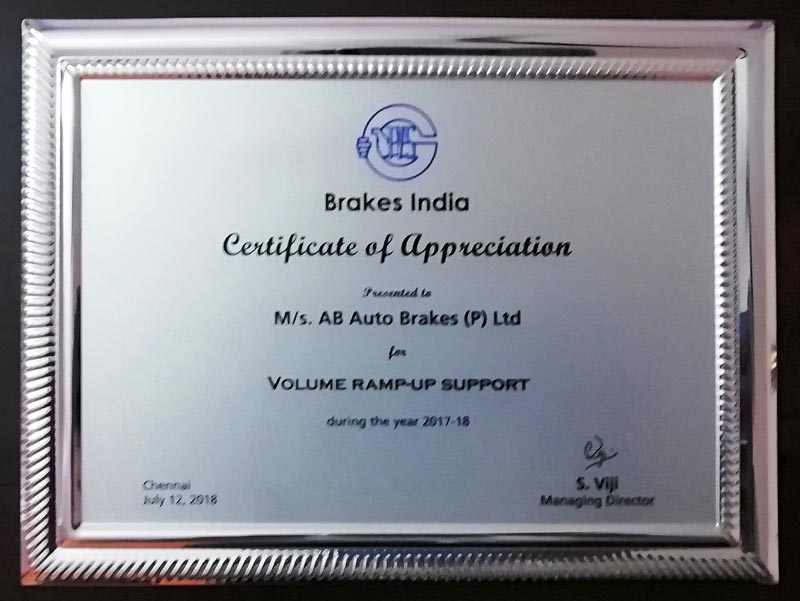 Brakes India
Certificate of Appreciation
Presented to
M/s. AB Auto Brakes (P) Ltd
for
VOLUME RAMP-UP SUPPORT
during the year 2017-18
Chennai
July 12, 2018
S. Viji
Managing Director